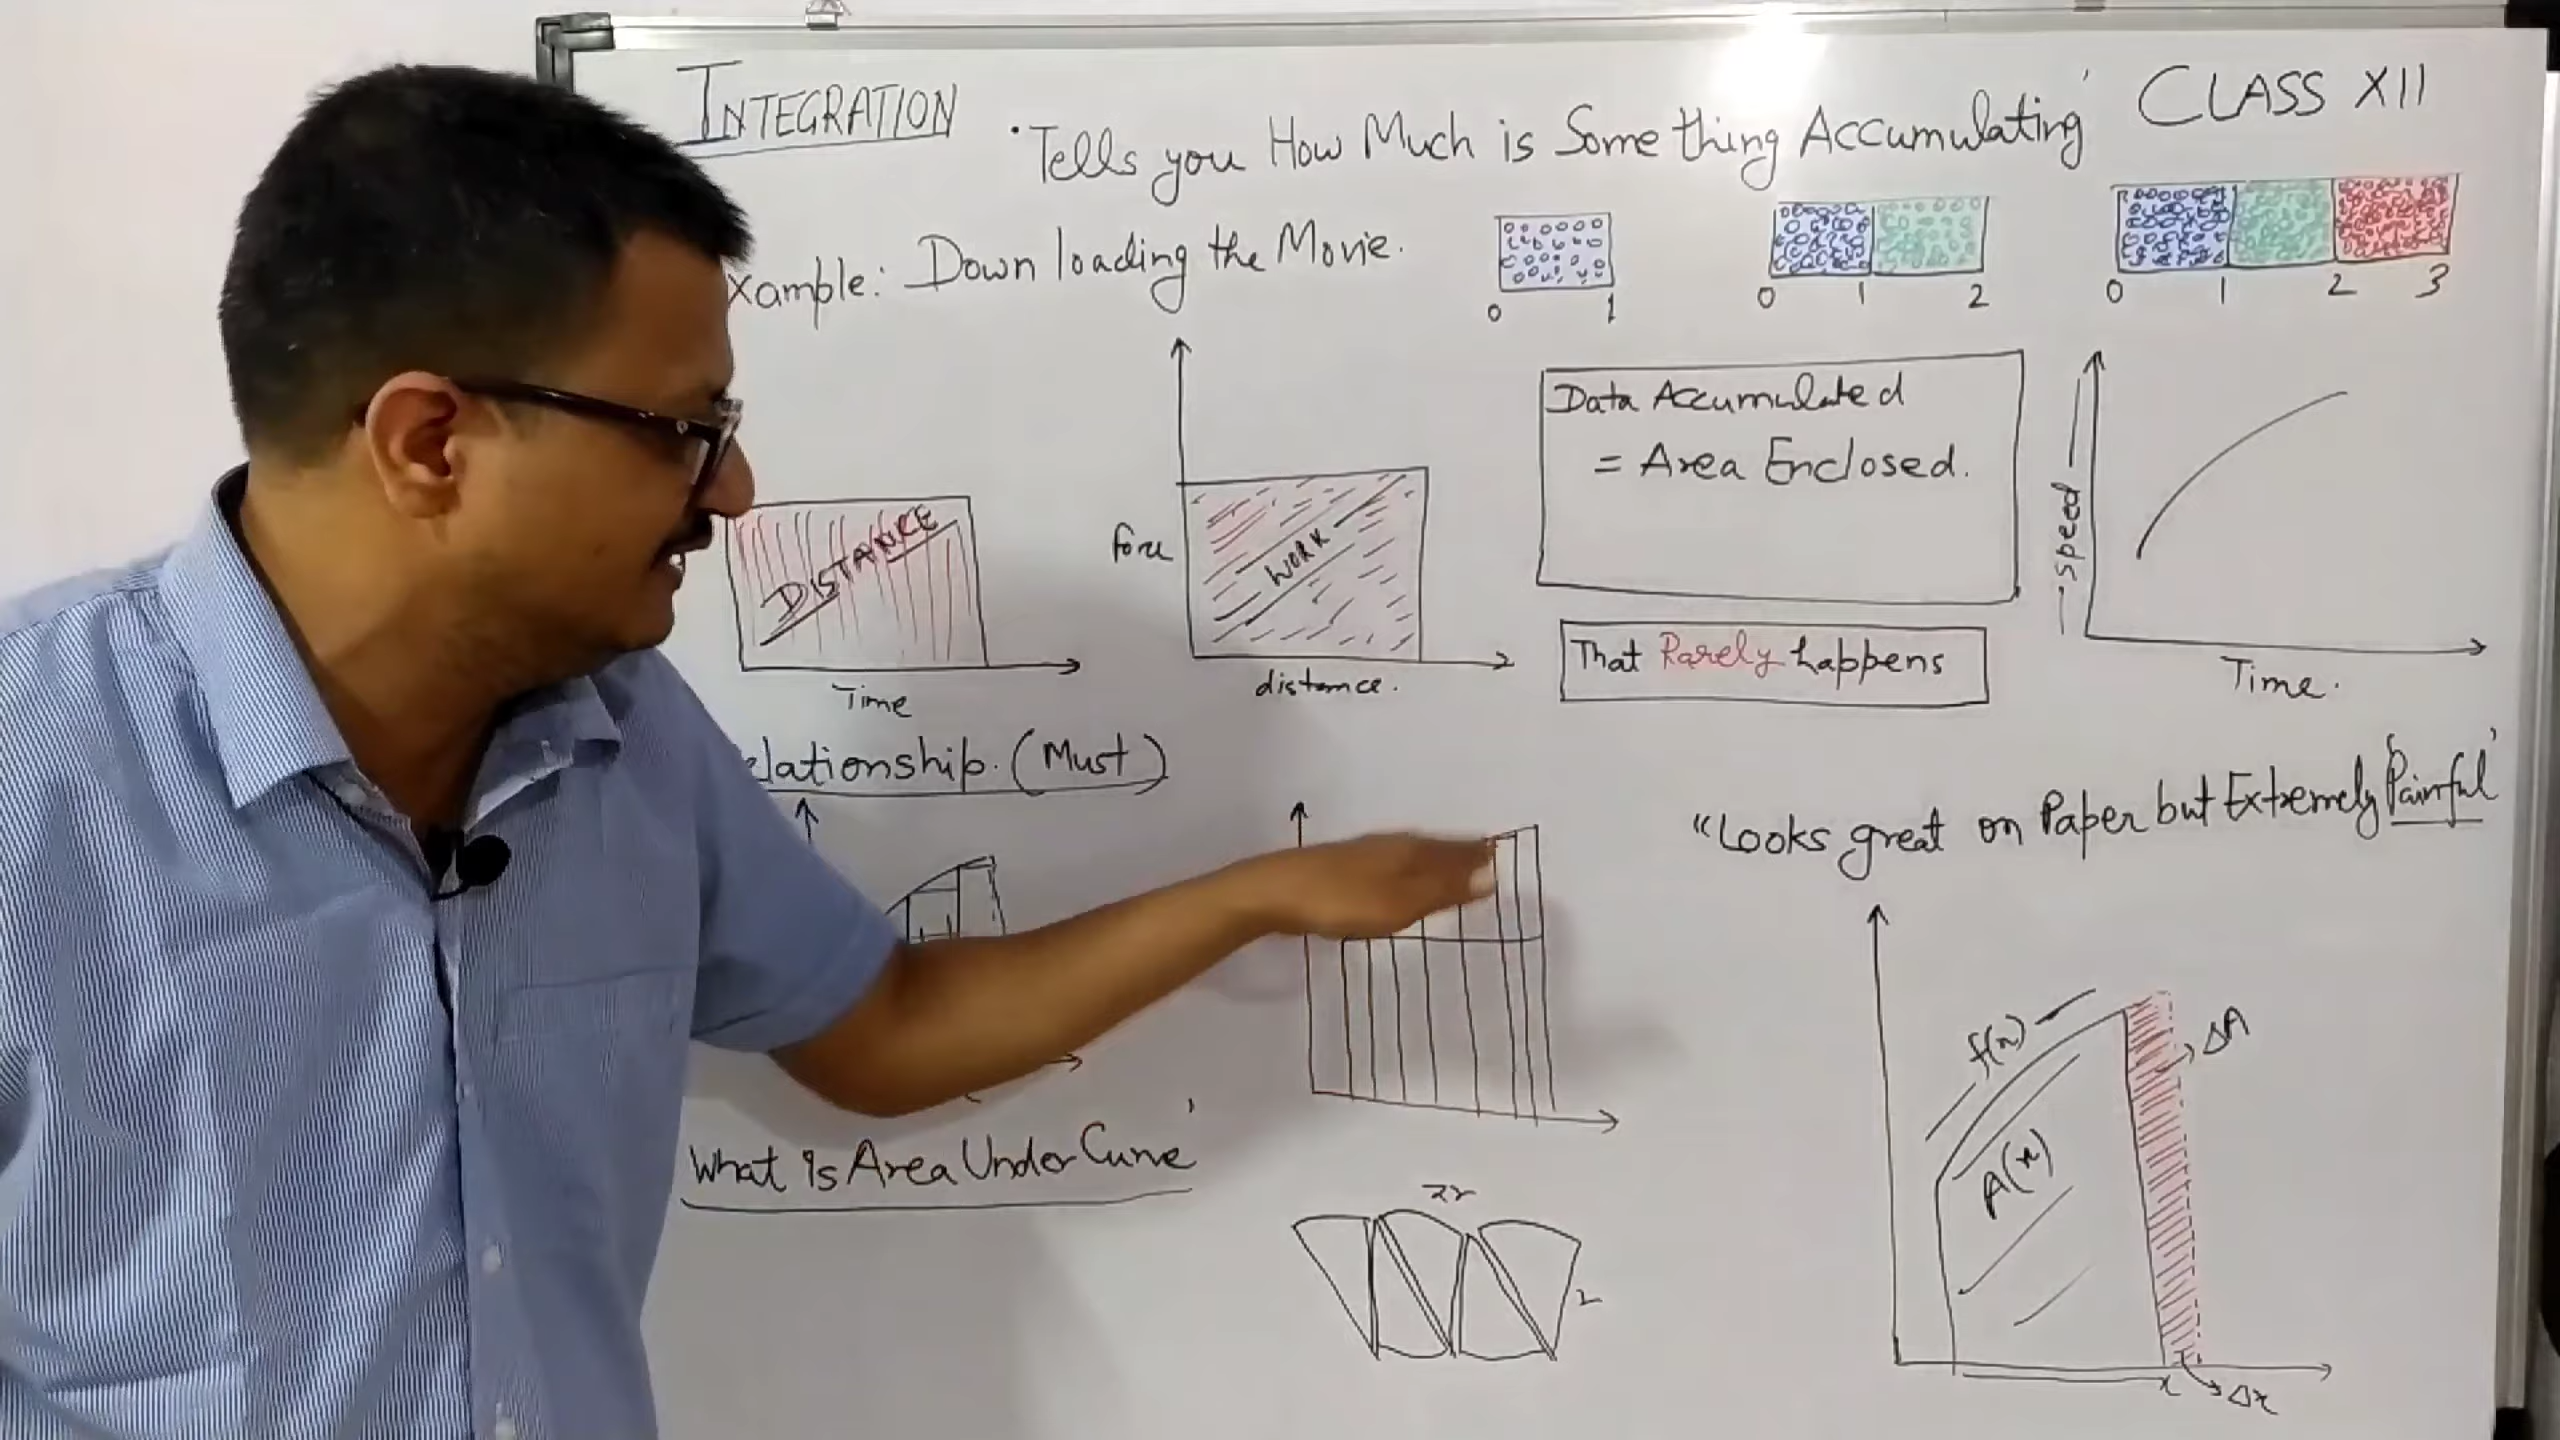 INTEGRATION
'Tells you How Much is Something Accumulating'
CLASS XII
xample: Down loading the Movie.
0 1
0 1 2
0 1 2 3
DISTANCE
Time
force
WORK
distance.
Data Accumulated
= Area Enclosed.
That Rarely happens
speed
Time.
elationship. (Must)
"Looks great on Paper but Extremely Painful"
What is Area Under Curve'
f(x)
A(x)
ΔA
x
Δx
πr
r